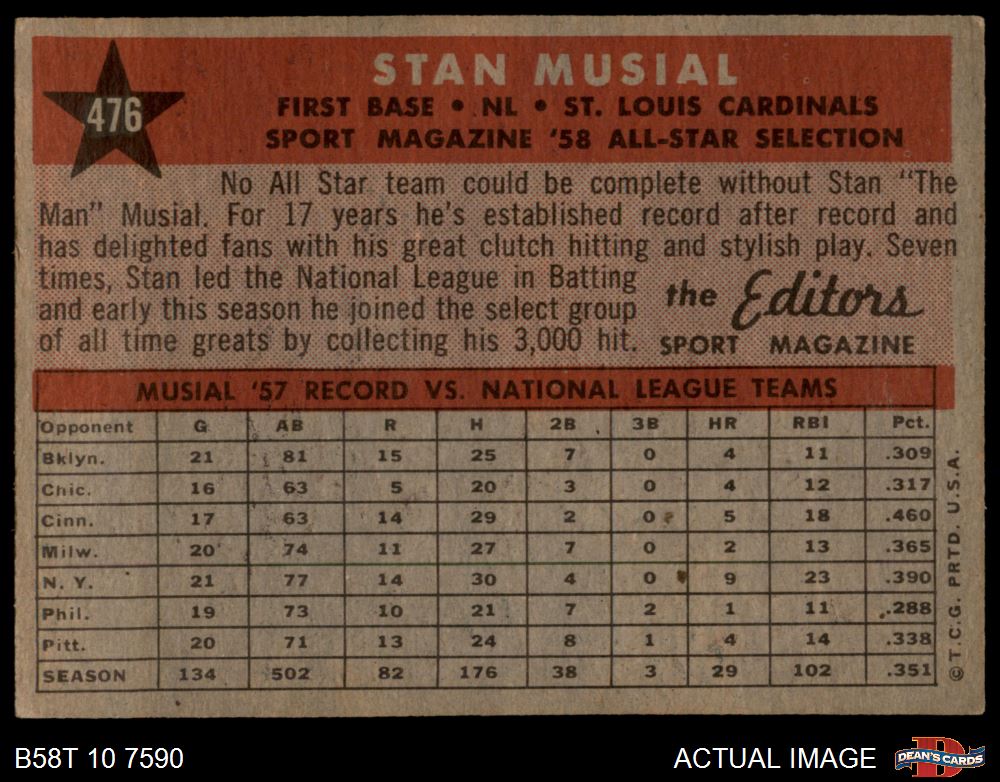 476
STAN MUSIAL
FIRST BASE • NL • ST. LOUIS CARDINALS
SPORT MAGAZINE '58 ALL-STAR SELECTION
No All Star team could be complete without Stan "The
Man" Musial. For 17 years he's established record after record and
has delighted fans with his great clutch hitting and stylish play. Seven
times, Stan led the National League in Batting
and early this season he joined the select group
of all time greats by collecting his 3,000 hit.
the Editors
SPORT MAGAZINE
MUSIAL '57 RECORD VS. NATIONAL LEAGUE TEAMS
Opponent G AB R H 2B 3B HR RBI Pct.
Bklyn. 21 81 15 25 7 0 4 11 .309
Chic. 16 63 5 20 3 0 4 12 .317
Cinn. 17 63 14 29 2 0 5 18 .460
Milw. 20 74 11 27 7 0 2 13 .365
N. Y. 21 77 14 30 4 0 9 23 .390
Phil. 19 73 10 21 7 2 1 11 .288
Pitt. 20 71 13 24 8 1 4 14 .338
SEASON 134 502 82 176 38 3 29 102 .351
© T.C.G. PRTD. U.S.A.
B58T 10 7590
ACTUAL IMAGE
D
DEAN'S CARDS